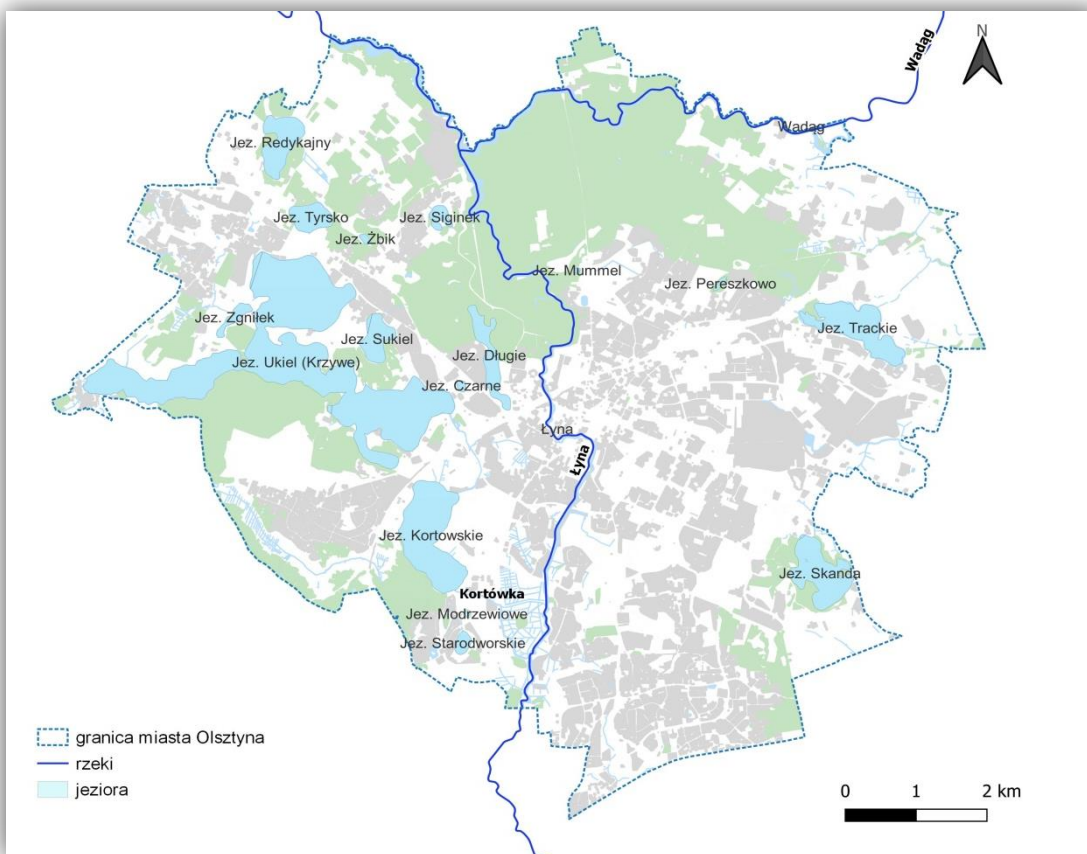 Wadąg
N
Wadąg
Jez. Redykajny
Jez. Tyrsko
Jez. Siginek
Jez. Żbik
Jez. Mummel
Jez. Pereszkowo
Jez. Zgniłek
Jez. Sukiel
Jez. Trackie
Jez. Długie
Jez. Ukiel (Krzywe)
Jez. Czarne
Łyna
Łyna
Jez. Kortowskie
Jez. Skanda
Kortówka
Jez. Modrzewiowe
Jez. Starodworskie
granica miasta Olsztyna
rzeki
jeziora
0 1 2 km